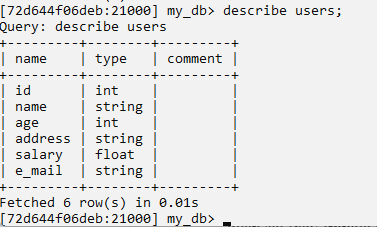 [72d644f06deb:21000] my_db> describe users;
Query: describe users
+---------+--------+---------+
| name    | type   | comment |
+---------+--------+---------+
| id      | int    |         |
| name    | string |         |
| age     | int    |         |
| address | string |         |
| salary  | float  |         |
| e_mail  | string |         |
+---------+--------+---------+
Fetched 6 row(s) in 0.01s
[72d644f06deb:21000] my_db>